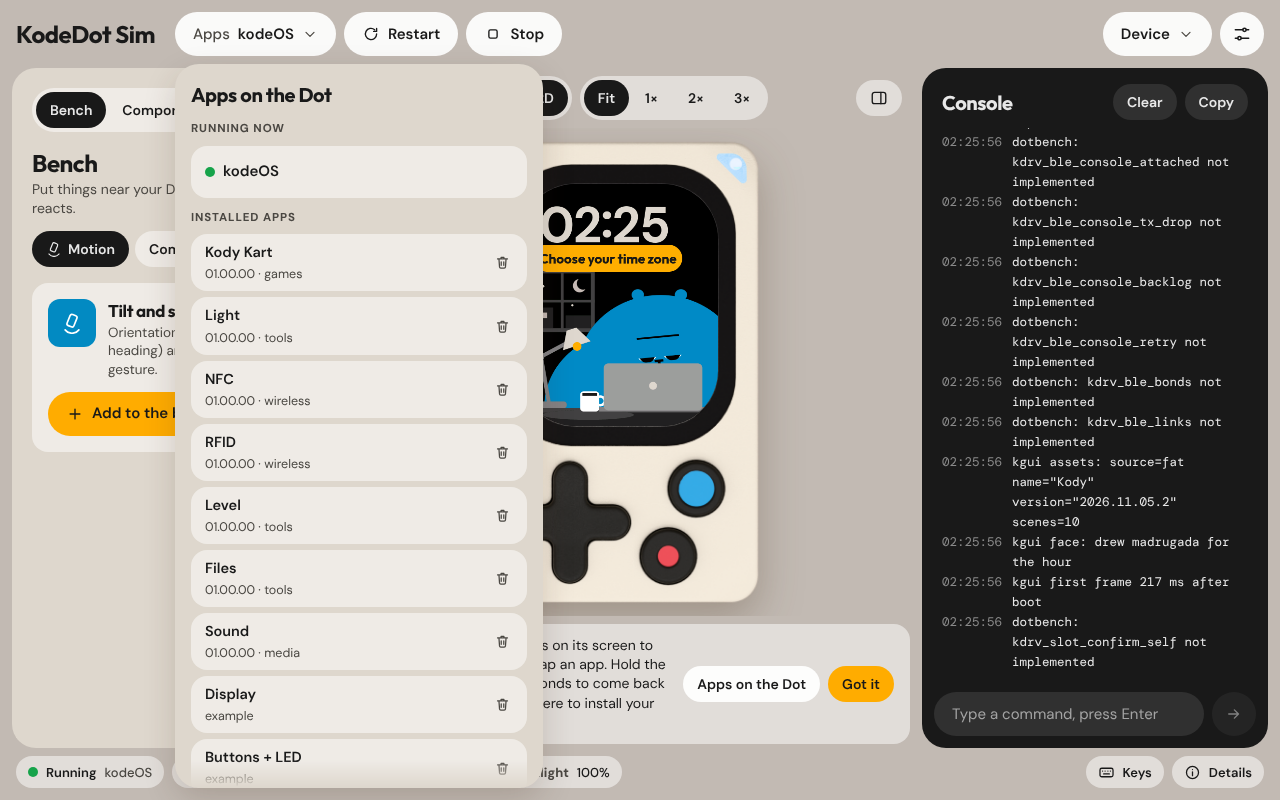 KodeDot Sim
Apps kodeOS
Restart
Stop
Device
Bench
Compor
Bench
Put things near your D
reacts.
Motion
Con
Tilt and s
Orientation
heading) a
gesture.
Add to the
Apps on the Dot
RUNNING NOW
kodeOS
INSTALLED APPS
Kody Kart
01.00.00 · games
Light
01.00.00 · tools
NFC
01.00.00 · wireless
RFID
01.00.00 · wireless
Level
01.00.00 · tools
Files
01.00.00 · tools
Sound
01.00.00 · media
Display
example
Buttons + LED
example
D
Fit
1×
2×
3×
02:25
Choose your time zone
s on its screen to
ap an app. Hold the
onds to come back
ere to install your
Apps on the Dot
Got it
Console
Clear
Copy
02:25:56 dotbench:
kdrv_ble_console_attached not
implemented
02:25:56 dotbench:
kdrv_ble_console_tx_drop not
implemented
02:25:56 dotbench:
kdrv_ble_console_backlog not
implemented
02:25:56 dotbench:
kdrv_ble_console_retry not
implemented
02:25:56 dotbench: kdrv_ble_bonds not
implemented
02:25:56 dotbench: kdrv_ble_links not
implemented
02:25:56 kgui assets: source=fat
name="Kody"
version="2026.11.05.2"
scenes=10
02:25:56 kgui face: drew madrugada for
the hour
02:25:56 kgui first frame 217 ms after
boot
02:25:56 dotbench:
kdrv_slot_confirm_self not
implemented
Type a command, press Enter
Running kodeOS
light 100%
Keys
Details